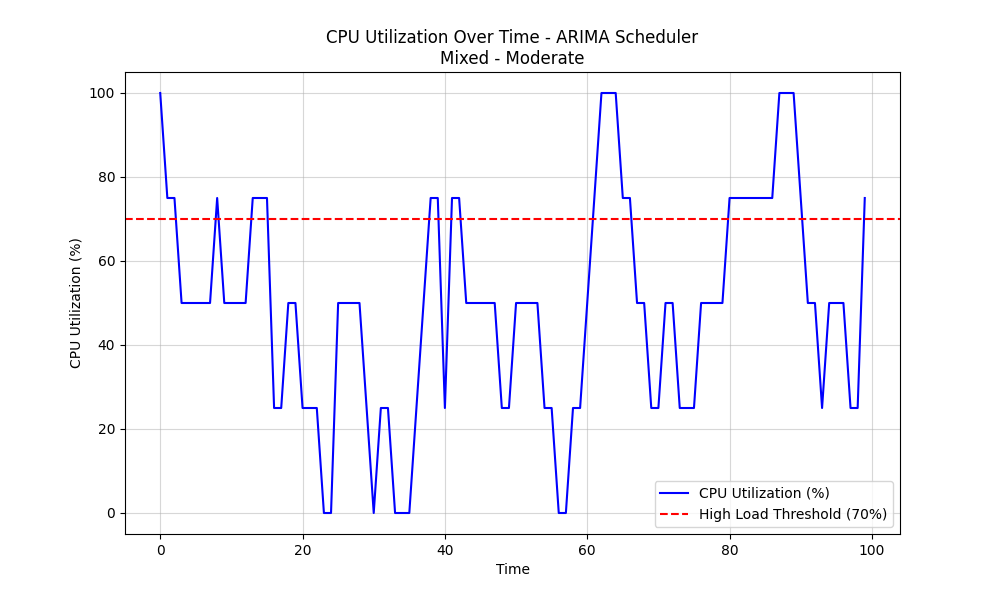 CPU Utilization Over Time - ARIMA Scheduler
Mixed - Moderate
CPU Utilization (%)
100
80
60
40
20
0
0 20 40 60 80 100
Time
CPU Utilization (%)
High Load Threshold (70%)